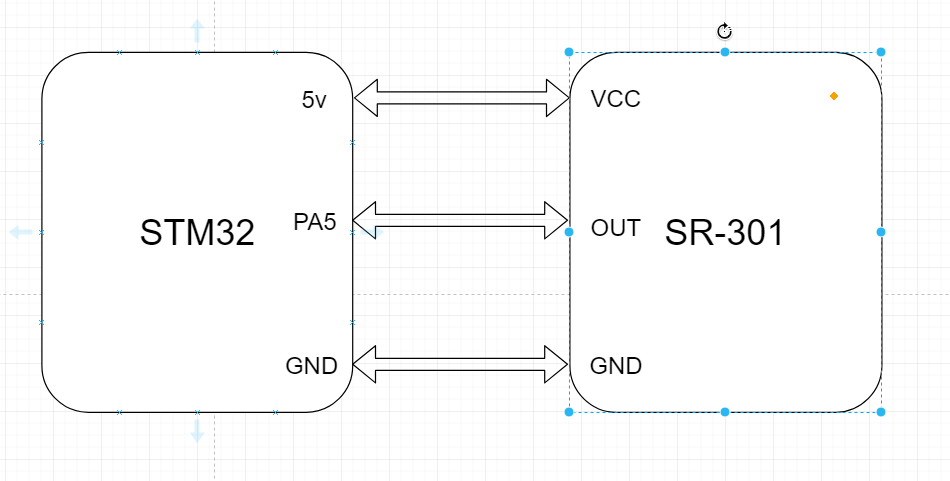 5v
VCC
PA5
OUT
STM32
SR-301
GND
GND